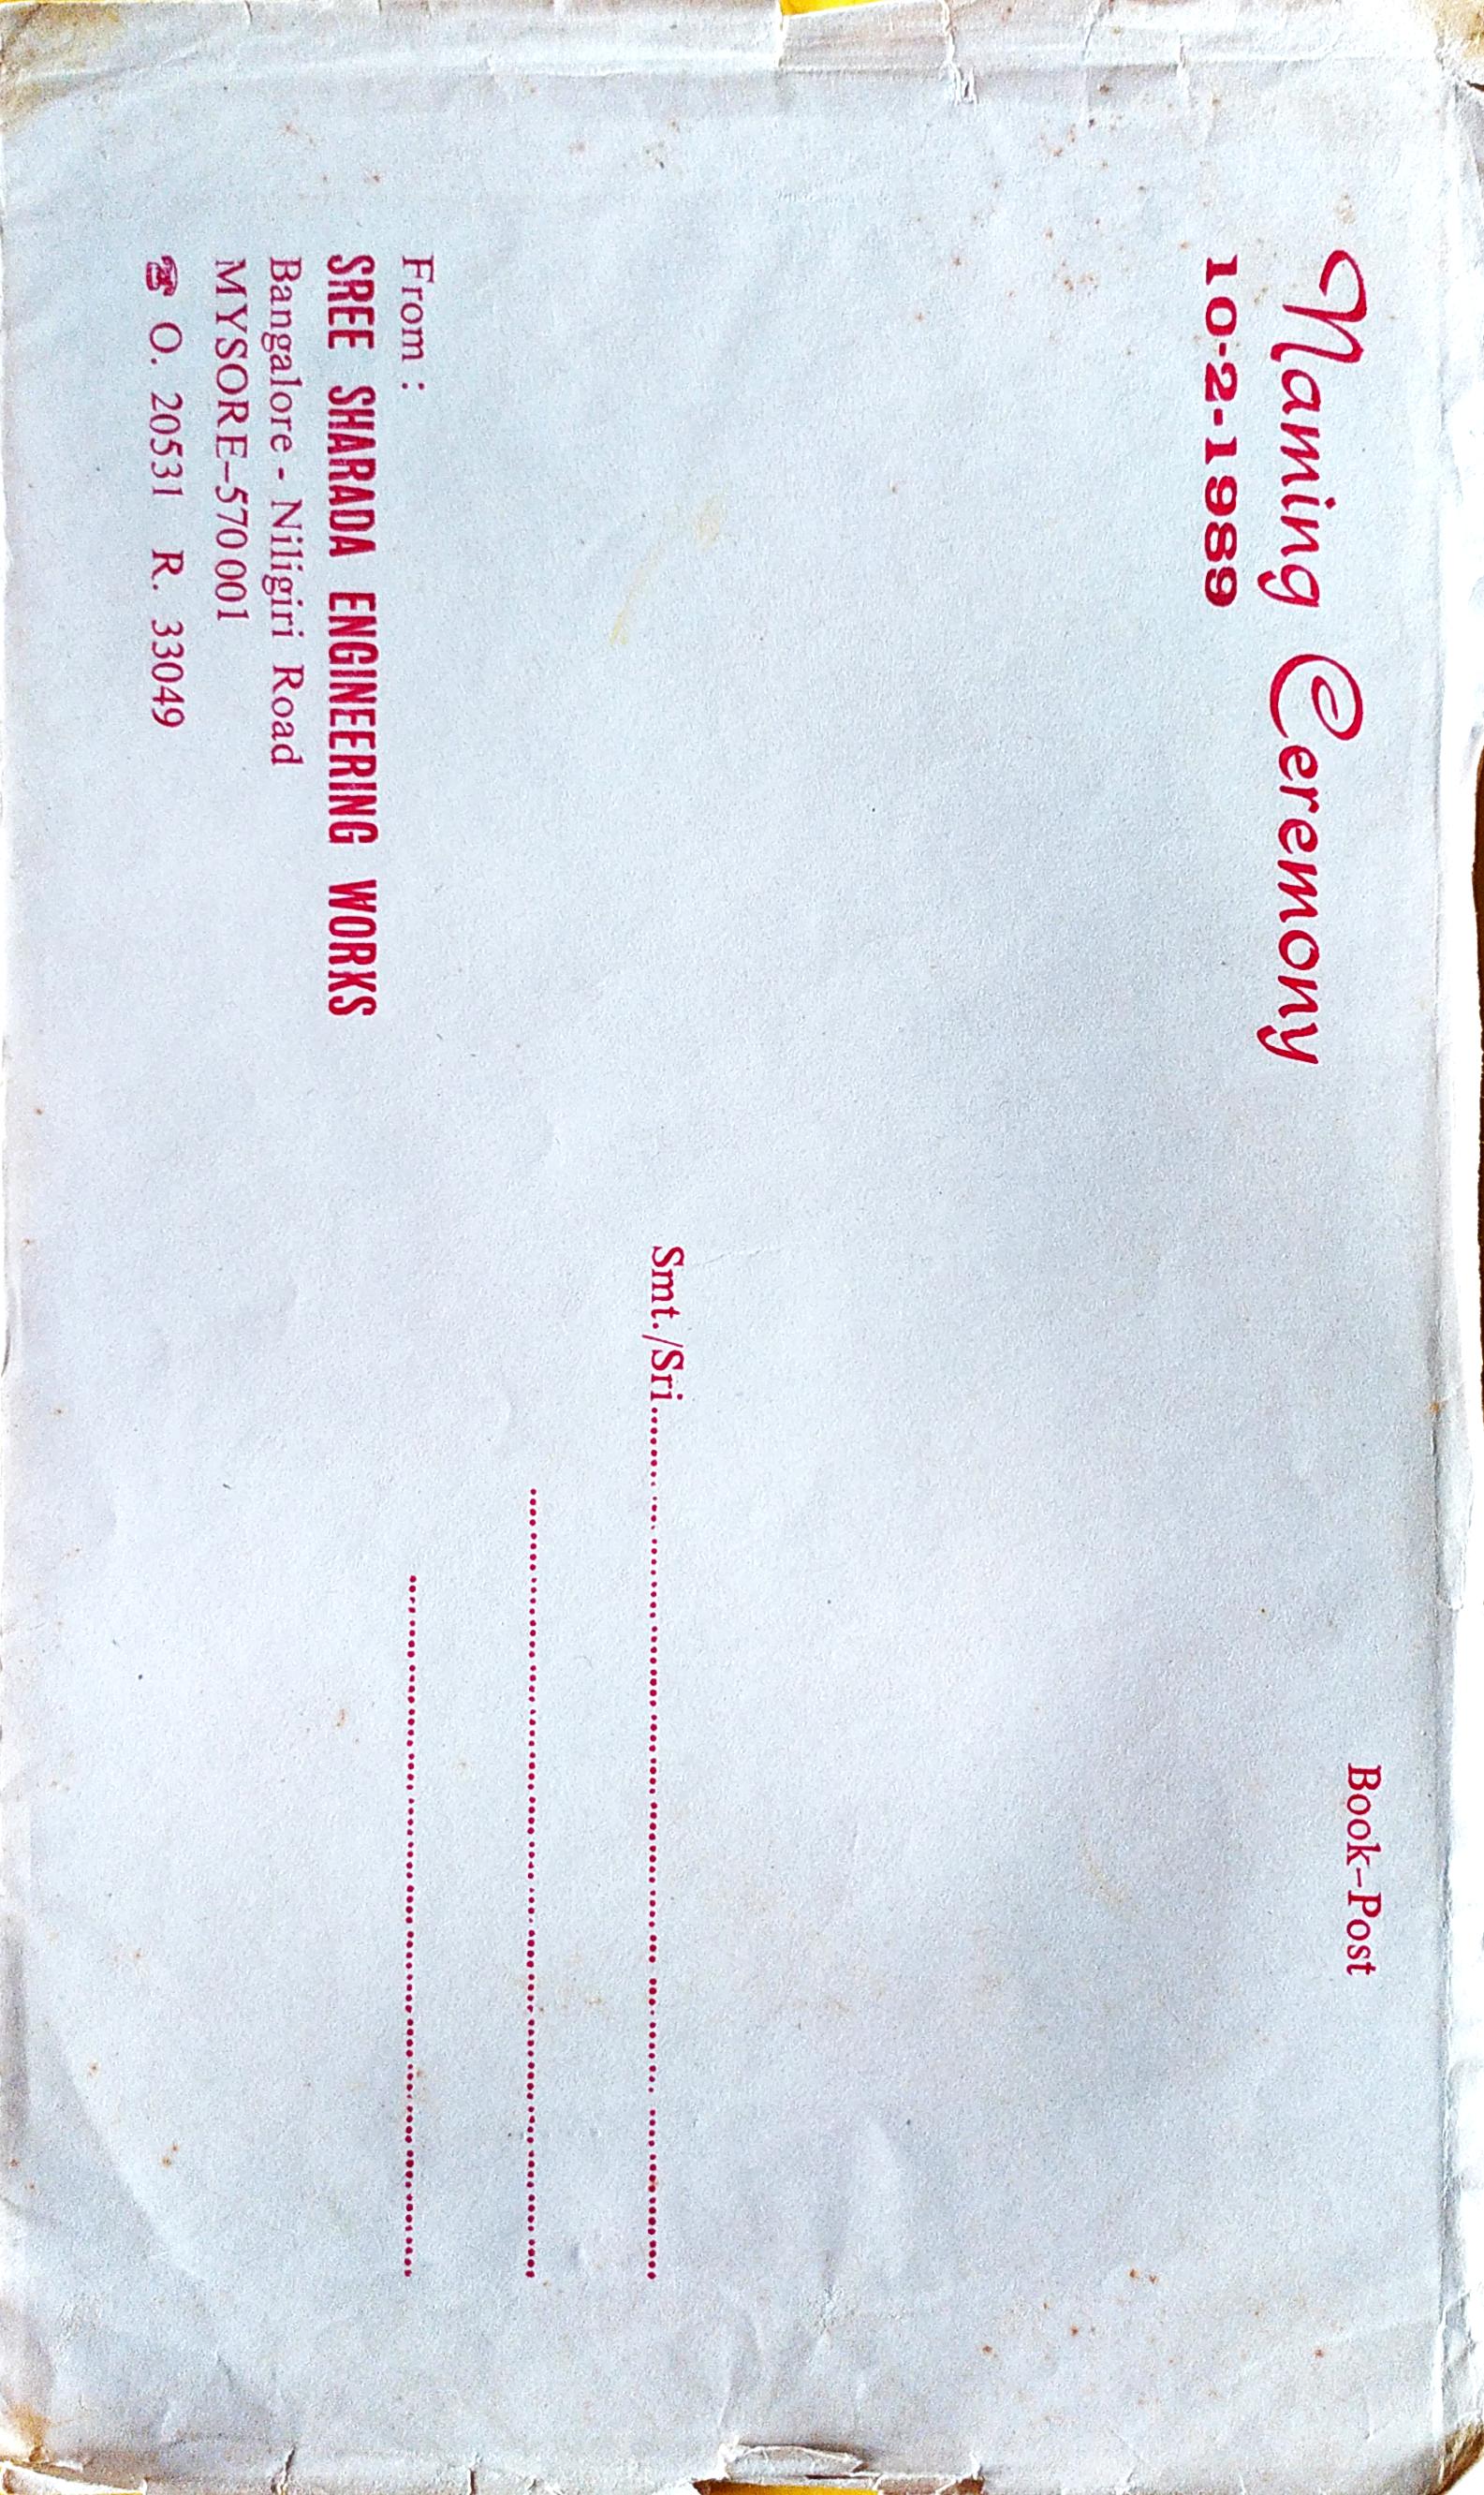 Naming Ceremony
10-2-1989
Book-Post
Smt./Sri
From :
SREE SHARADA ENGINEERING WORKS
Bangalore - Niligiri Road
MYSORE-570 001
☎ O. 20531 R. 33049